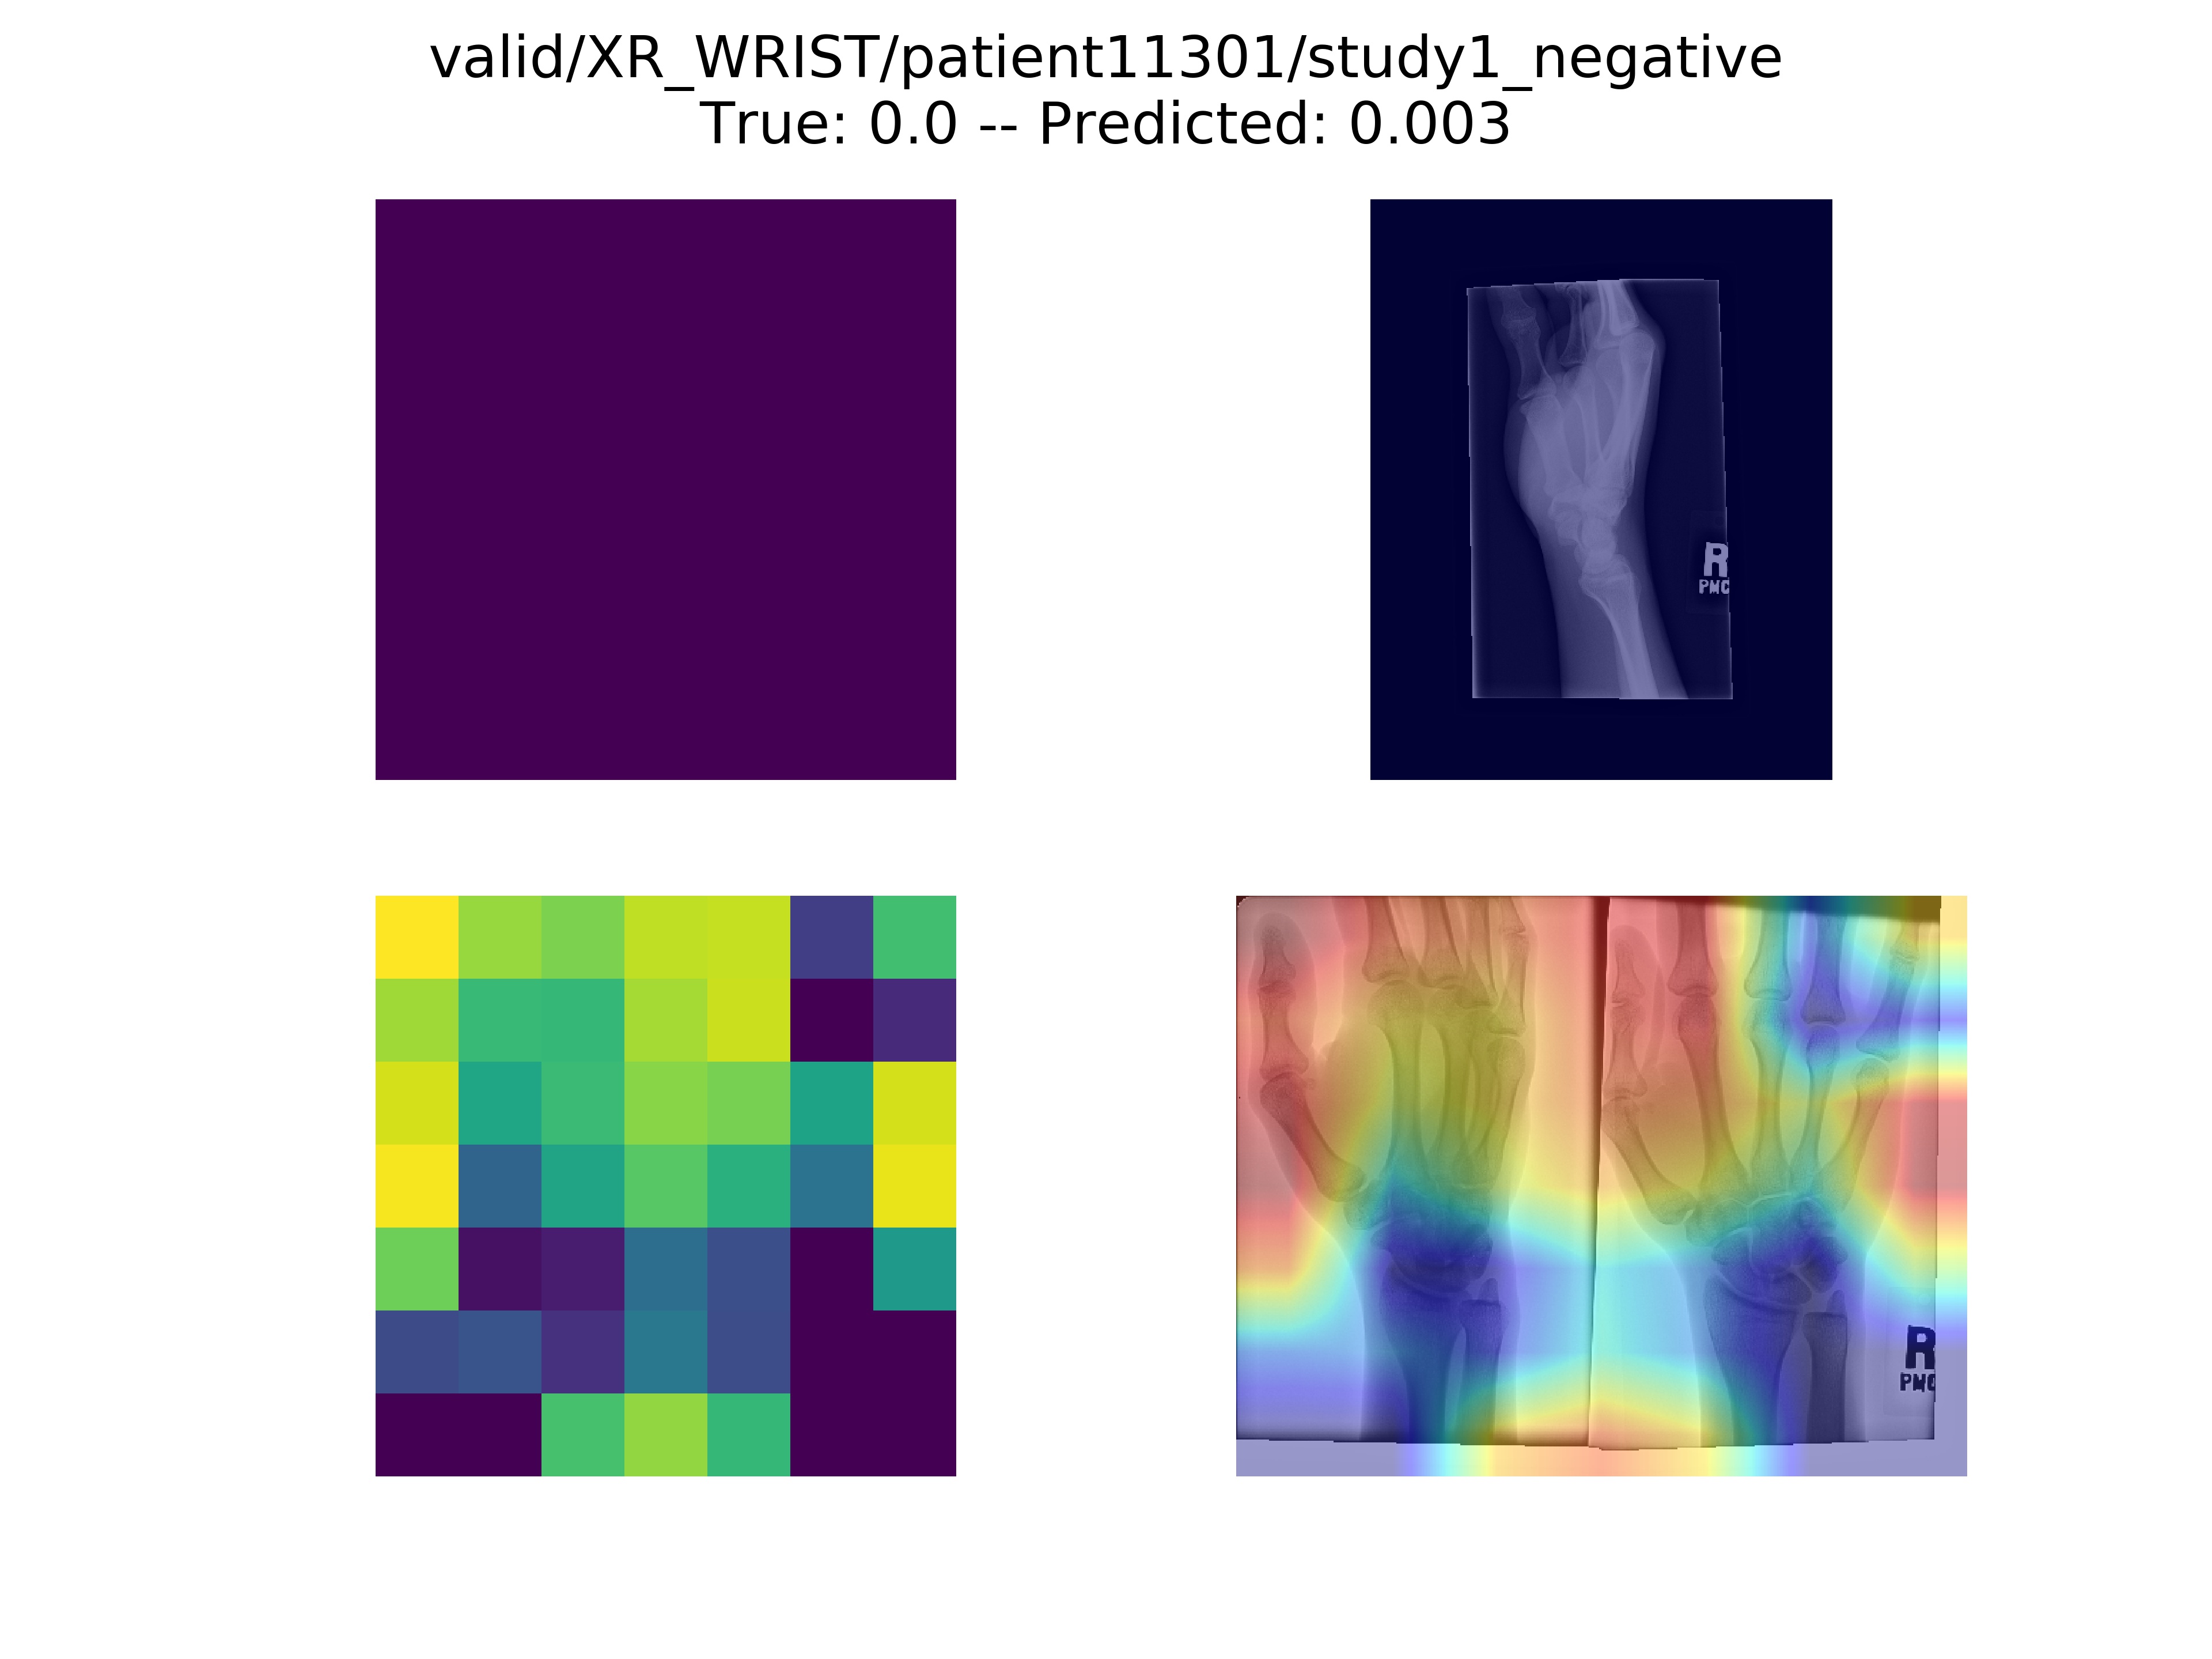 valid/XR_WRIST/patient11301/study1_negative
True: 0.0 -- Predicted: 0.003
R
PMC
R
PMC